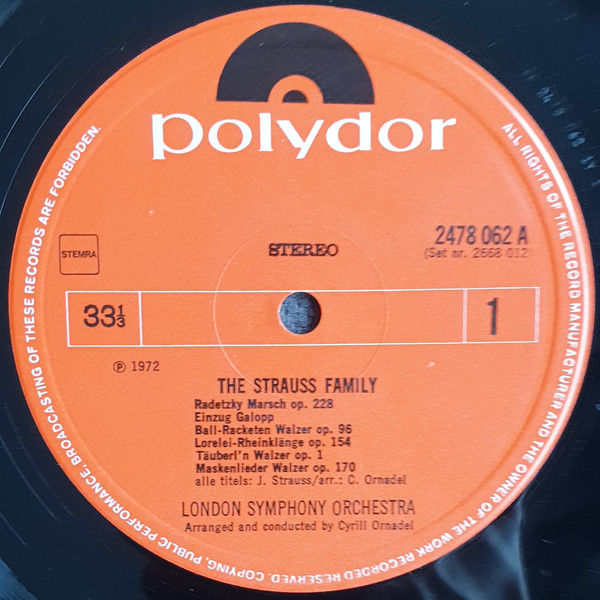 polydor
STEMRA
STEREO
2478 062 A
(Set nr. 2668 012)
33⅓
1
℗ 1972
THE STRAUSS FAMILY
Radetzky Marsch op. 228
Einzug Galopp
Ball-Racketen Walzer op. 96
Lorelei-Rheinklänge op. 154
Täuberl'n Walzer op. 1
Maskenlieder Walzer op. 170
alle titels: J. Strauss/arr.: C. Ornadel
LONDON SYMPHONY ORCHESTRA
Arranged and conducted by Cyrill Ornadel
ALL RIGHTS OF THE RECORD MANUFACTURER AND THE OWNER OF THE WORK RECORDED RESERVED. COPYING, PUBLIC PERFORMANCE, BROADCASTING OF THESE RECORDS ARE FORBIDDEN.